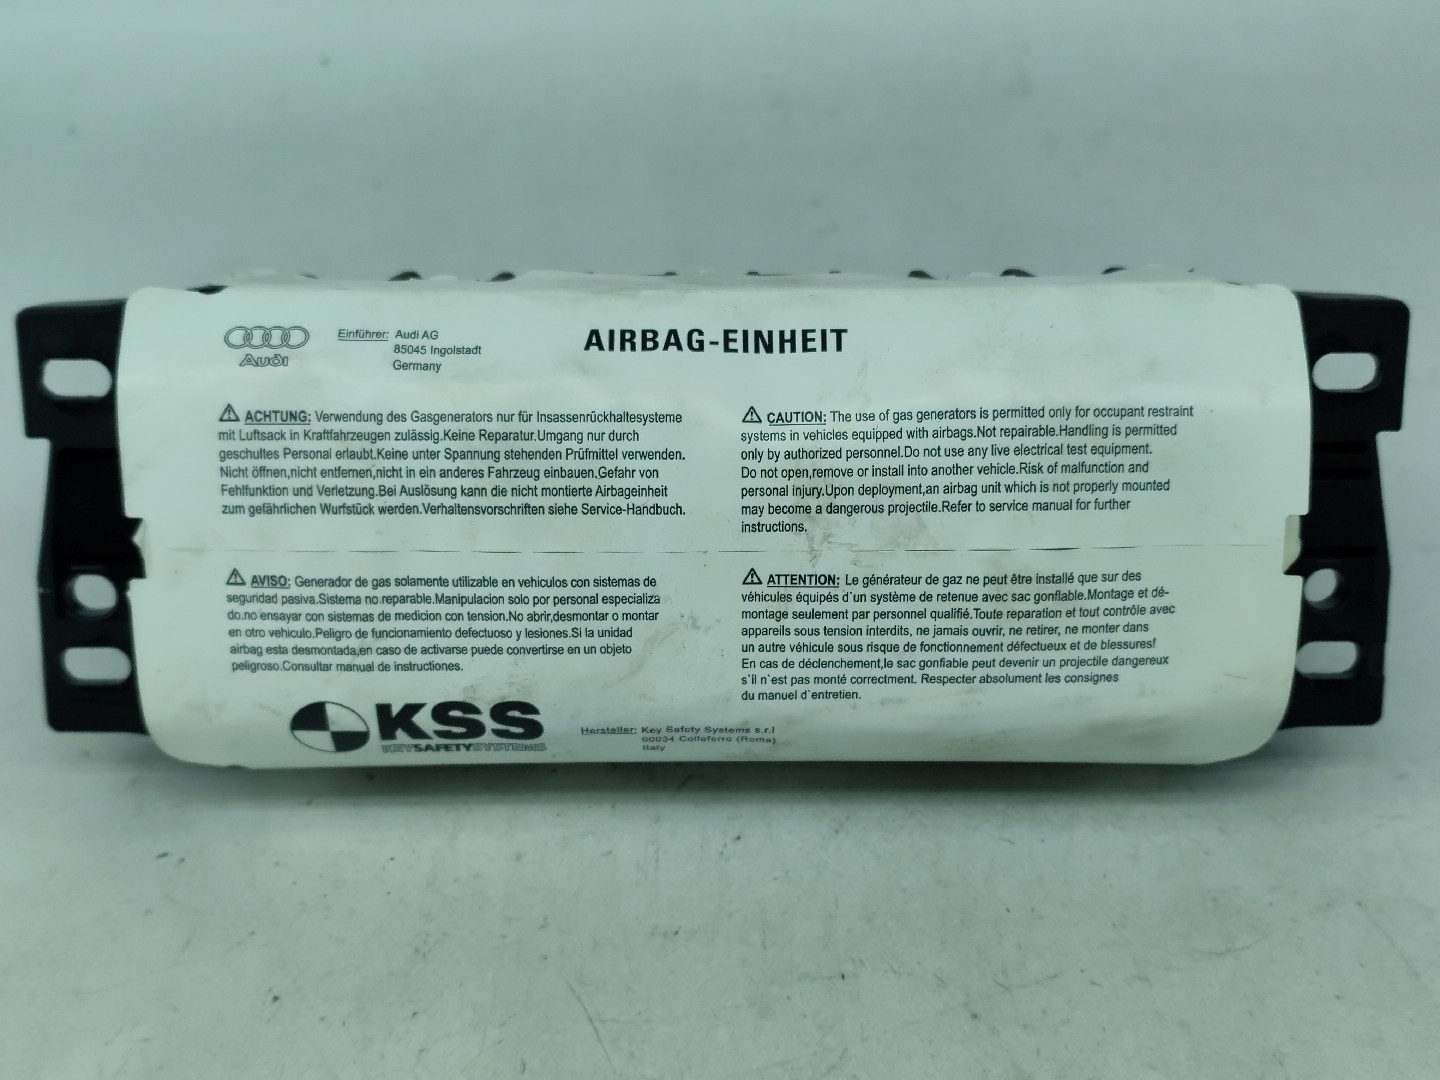 Audi
Einführer: Audi AG
85045 Ingolstadt
Germany
AIRBAG-EINHEIT
ACHTUNG: Verwendung des Gasgenerators nur für Insassenrückhaltesysteme
mit Luftsack in Kraftfahrzeugen zulässig.Keine Reparatur.Umgang nur durch
geschultes Personal erlaubt.Keine unter Spannung stehenden Prüfmittel verwenden.
Nicht öffnen,nicht entfernen,nicht in ein anderes Fahrzeug einbauen.Gefahr von
Fehlfunktion und Verletzung.Bei Auslösung kann die nicht montierte Airbageinheit
zum gefährlichen Wurfstück werden.Verhaltensvorschriften siehe Service-Handbuch.
CAUTION: The use of gas generators is permitted only for occupant restraint
systems in vehicles equipped with airbags.Not repairable.Handling is permitted
only by authorized personnel.Do not use any live electrical test equipment.
Do not open,remove or install into another vehicle.Risk of malfunction and
personal injury.Upon deployment,an airbag unit which is not properly mounted
may become a dangerous projectile.Refer to service manual for further
instructions.
AVISO: Generador de gas solamente utilizable en vehiculos con sistemas de
seguridad pasiva.Sistema no reparable.Manipulacion solo por personal especializa
do.no ensayar con sistemas de medicion con tension.No abrir,desmontar o montar
en otro vehiculo.Peligro de funcionamiento defectuoso y lesiones.Si la unidad
airbag esta desmontada,en caso de activarse puede convertirse en un objeto
peligroso.Consultar manual de instructiones.
ATTENTION: Le générateur de gaz ne peut être installé que sur des
véhicules équipés d'un système de retenue avec sac gonflable.Montage et dé-
montage seulement par personnel qualifié.Toute reparation et tout contrôle avec
appareils sous tension interdits, ne jamais ouvrir, ne retirer, ne monter dans
un autre véhicule sous risque de fonctionnement défectueux et de blessures!
En cas de déclenchement,le sac gonflable peut devenir un projectile dangereux
s'il n'est pas monté correctment. Respecter absolument les consignes
du manuel d'entretien.
KSS
KEYSAFETYSYSTEMS
Hersteller: Key Safety Systems s.r.l
00034 Colleferro (Roma)
Italy